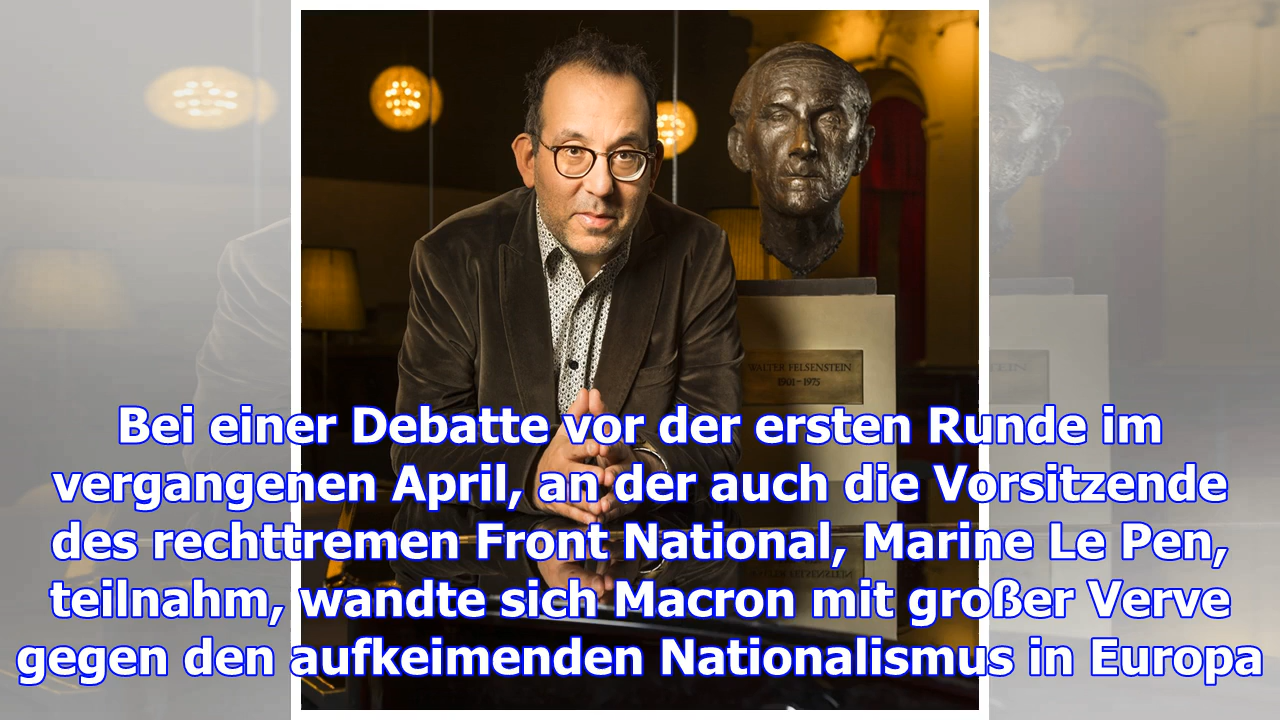 WALTER FELSENSTEIN
1901–1975
Bei einer Debatte vor der ersten Runde im
vergangenen April, an der auch die Vorsitzende
des rechttremen Front National, Marine Le Pen,
teilnahm, wandte sich Macron mit großer Verve
gegen den aufkeimenden Nationalismus in Europa